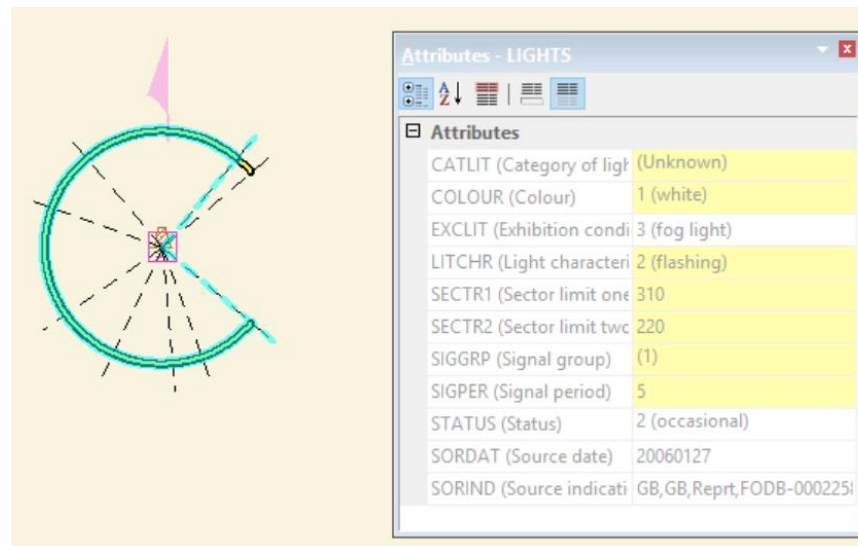 Attributes - LIGHTS
Attributes
CATLIT (Category of ligh (Unknown)
COLOUR (Colour) 1 (white)
EXCLIT (Exhibition condi 3 (fog light)
LITCHR (Light characteri 2 (flashing)
SECTR1 (Sector limit one 310
SECTR2 (Sector limit twc 220
SIGGRP (Signal group) (1)
SIGPER (Signal period) 5
STATUS (Status) 2 (occasional)
SORDAT (Source date) 20060127
SORIND (Source indicati GB,GB,Reprt,FODB-000225